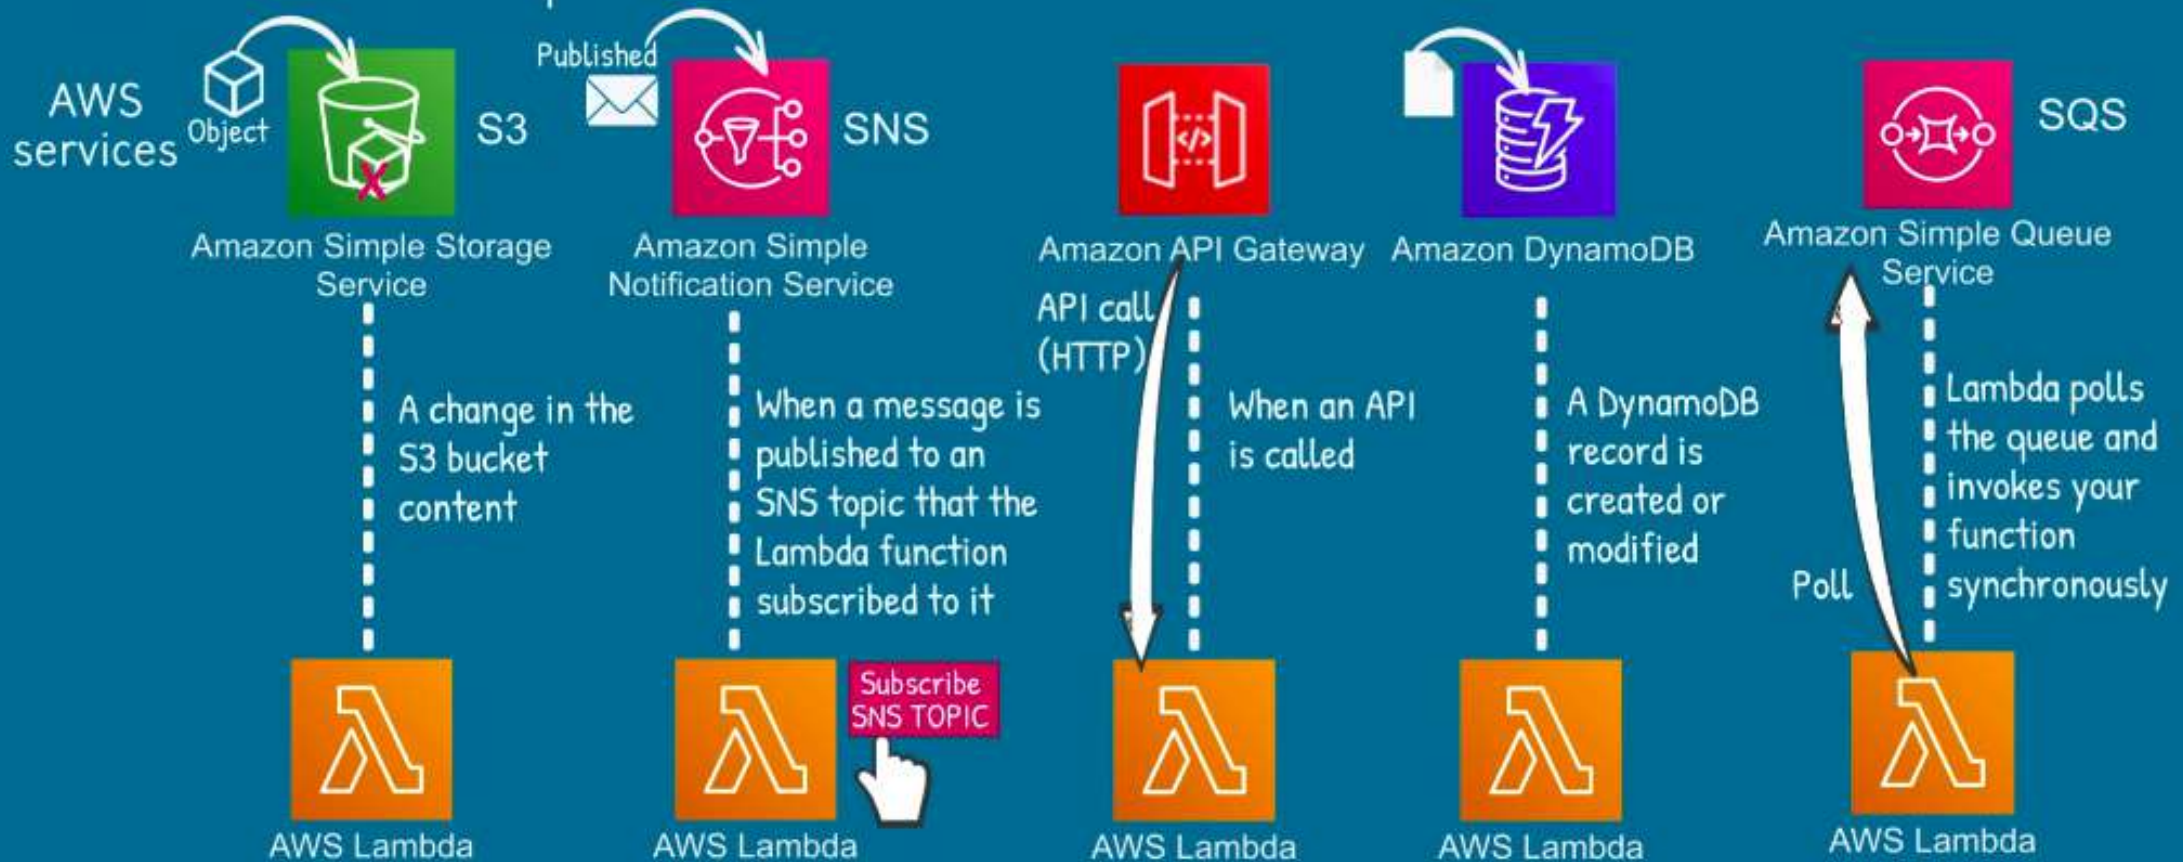 AWS
services
Object
S3
Amazon Simple Storage
Service
A change in the
S3 bucket
content
AWS Lambda
Published
SNS
Amazon Simple
Notification Service
When a message is
published to an
SNS topic that the
Lambda function
subscribed to it
Subscribe
SNS TOPIC
AWS Lambda
</>
Amazon API Gateway
API call
(HTTP)
When an API
is called
AWS Lambda
Amazon DynamoDB
A DynamoDB
record is
created or
modified
AWS Lambda
SQS
Amazon Simple Queue
Service
Lambda polls
the queue and
invokes your
function
synchronously
Poll
AWS Lambda